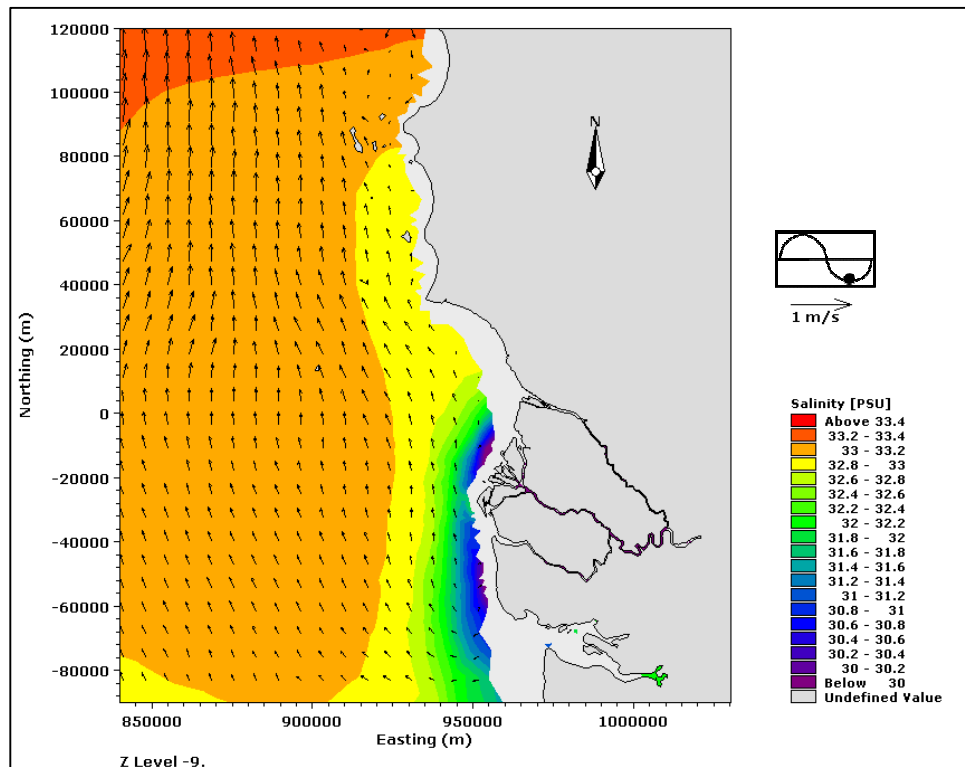 120000
100000
80000
60000
40000
20000
0
-20000
-40000
-60000
-80000
Northing (m)
850000 900000 950000 1000000
Easting (m)
Z Level -9.
N
1 m/s
Salinity [PSU]
Above 33.4
33.2 - 33.4
33 - 33.2
32.8 - 33
32.6 - 32.8
32.4 - 32.6
32.2 - 32.4
32 - 32.2
31.8 - 32
31.6 - 31.8
31.4 - 31.6
31.2 - 31.4
31 - 31.2
30.8 - 31
30.6 - 30.8
30.4 - 30.6
30.2 - 30.4
30 - 30.2
Below 30
Undefined Value